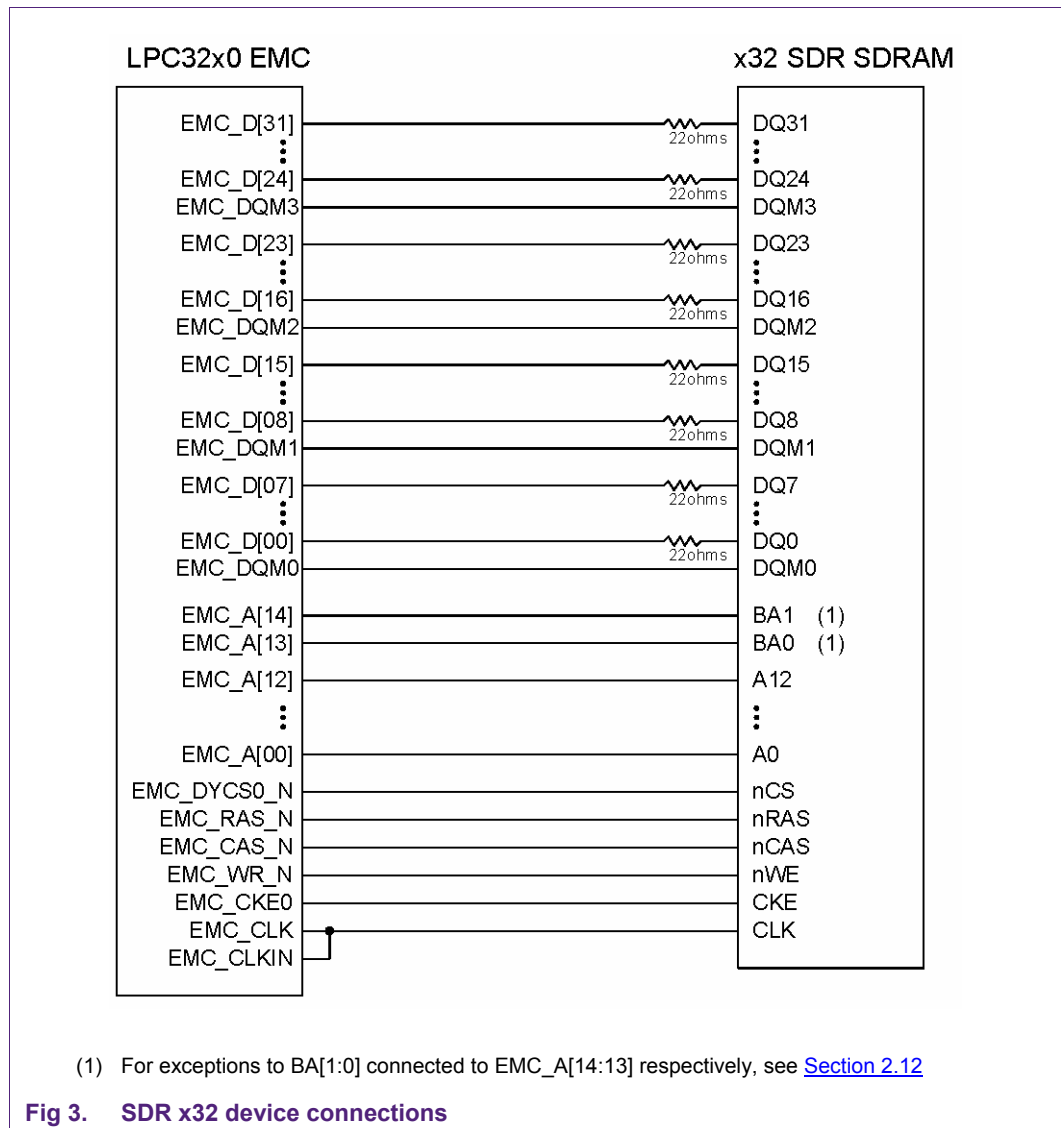 LPC32x0 EMC x32 SDR SDRAM
EMC_D[31] 22ohms DQ31
EMC_D[24] 22ohms DQ24
EMC_DQM3 DQM3
EMC_D[23] 22ohms DQ23
EMC_D[16] 22ohms DQ16
EMC_DQM2 DQM2
EMC_D[15] 22ohms DQ15
EMC_D[08] 22ohms DQ8
EMC_DQM1 DQM1
EMC_D[07] 22ohms DQ7
EMC_D[00] 22ohms DQ0
EMC_DQM0 DQM0
EMC_A[14] BA1 (1)
EMC_A[13] BA0 (1)
EMC_A[12] A12
EMC_A[00] A0
EMC_DYCS0_N nCS
EMC_RAS_N nRAS
EMC_CAS_N nCAS
EMC_WR_N nWE
EMC_CKE0 CKE
EMC_CLK CLK
EMC_CLKIN
(1) For exceptions to BA[1:0] connected to EMC_A[14:13] respectively, see Section 2.12
Fig 3. SDR x32 device connections